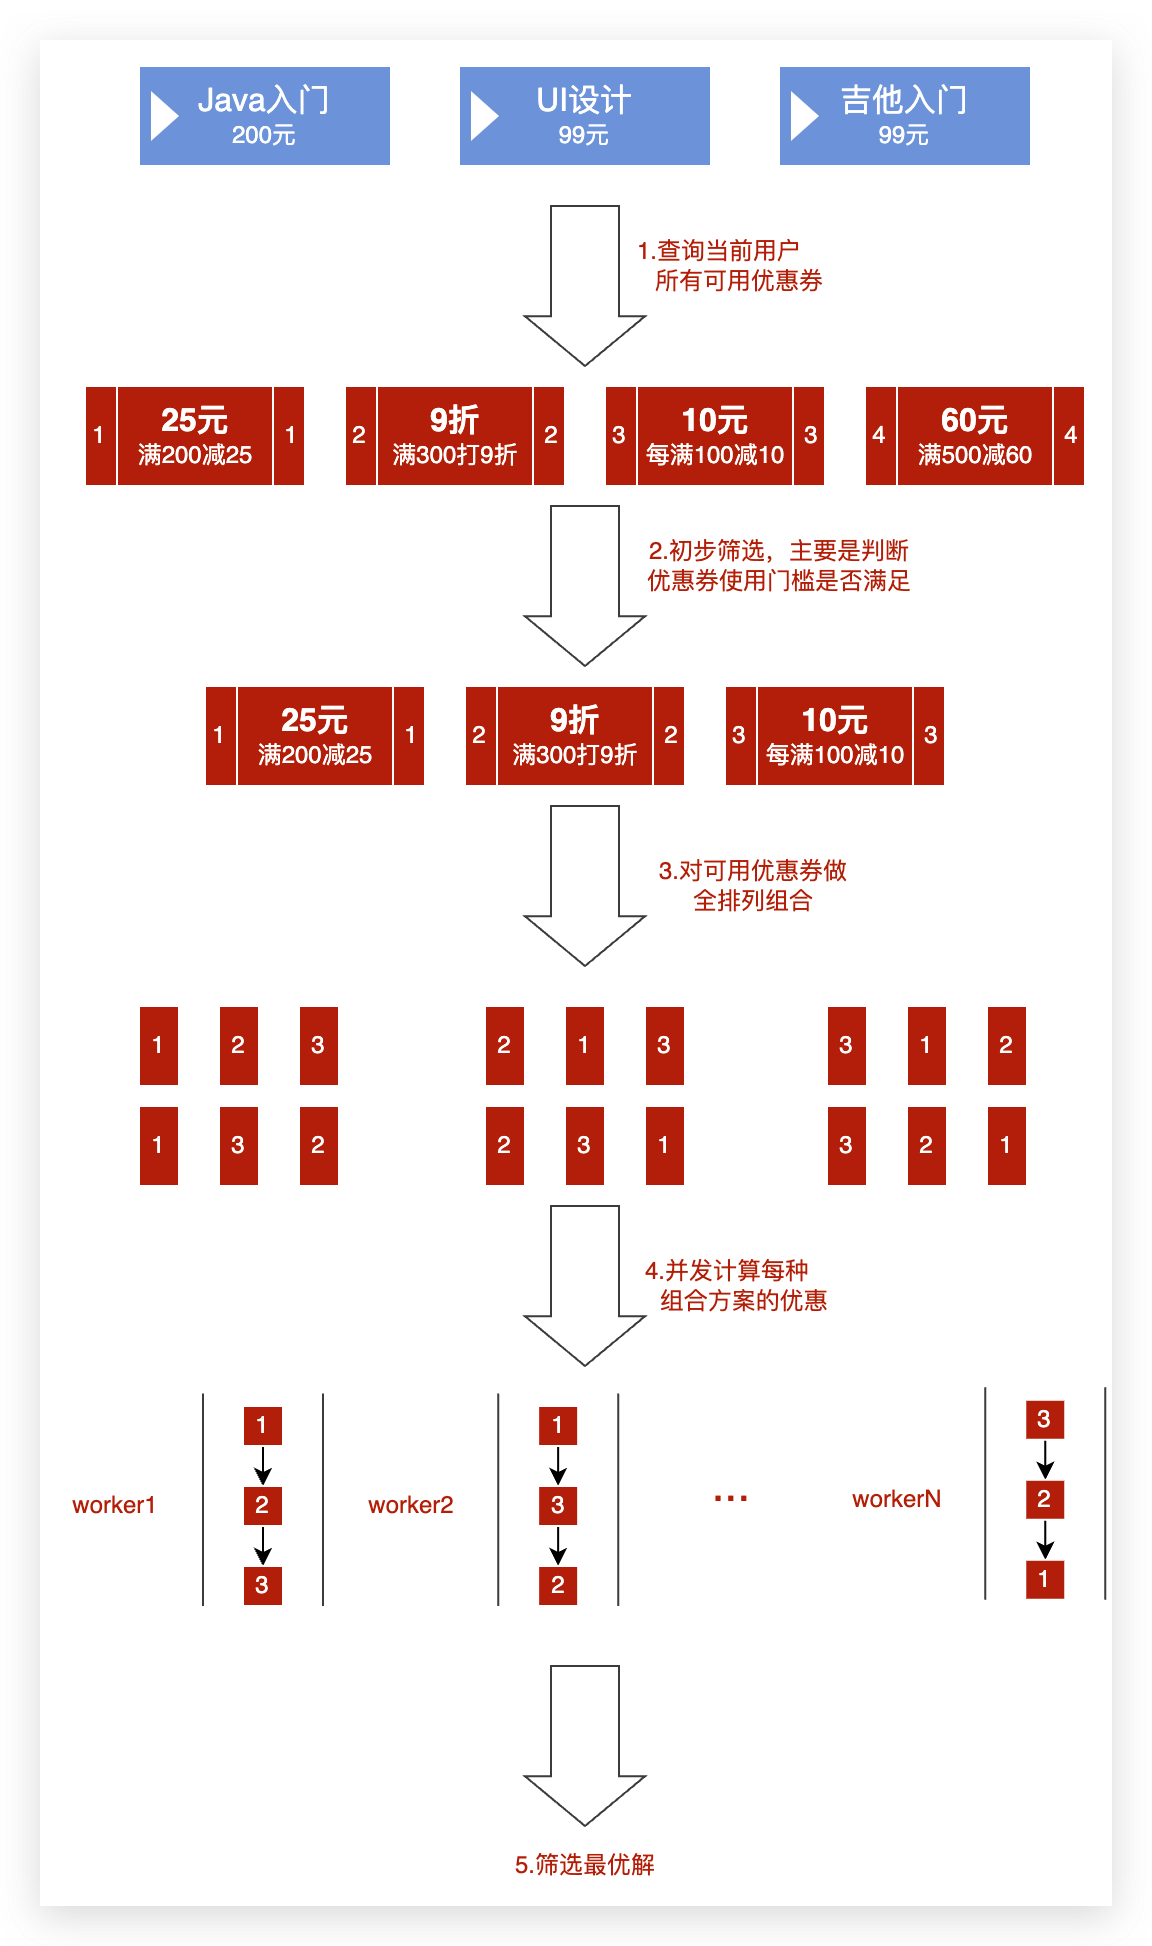 Java入门
200元
UI设计
99元
吉他入门
99元
1.查询当前用户
所有可用优惠券
1
25元
满200减25
1
2
9折
满300打9折
2
3
10元
每满100减10
3
4
60元
满500减60
4
2.初步筛选，主要是判断
优惠券使用门槛是否满足
1
25元
满200减25
1
2
9折
满300打9折
2
3
10元
每满100减10
3
3.对可用优惠券做
全排列组合
1 2 3
2 1 3
3 1 2
1 3 2
2 3 1
3 2 1
4.并发计算每种
组合方案的优惠
worker1
1
2
3
worker2
1
3
2
...
workerN
3
2
1
5.筛选最优解